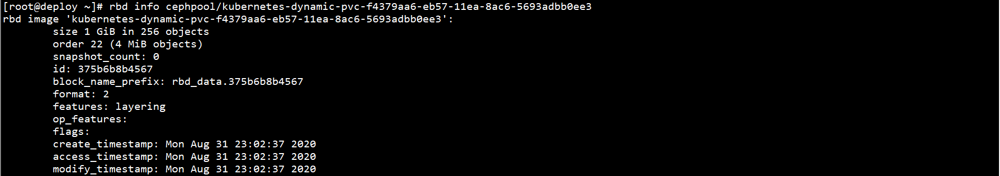 [root@deploy ~]# rbd info cephpool/kubernetes-dynamic-pvc-f4379aa6-eb57-11ea-8ac6-5693adbb0ee3
rbd image 'kubernetes-dynamic-pvc-f4379aa6-eb57-11ea-8ac6-5693adbb0ee3':
        size 1 GiB in 256 objects
        order 22 (4 MiB objects)
        snapshot_count: 0
        id: 375b6b8b4567
        block_name_prefix: rbd_data.375b6b8b4567
        format: 2
        features: layering
        op_features:
        flags:
        create_timestamp: Mon Aug 31 23:02:37 2020
        access_timestamp: Mon Aug 31 23:02:37 2020
        modify_timestamp: Mon Aug 31 23:02:37 2020